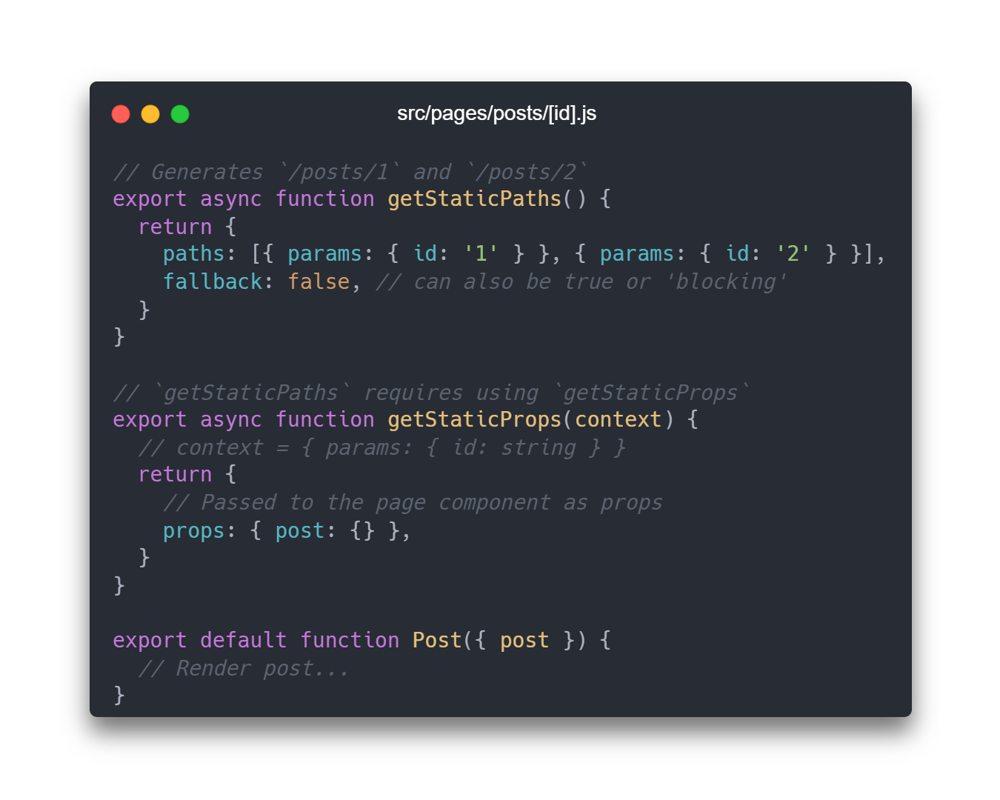 src/pages/posts/[id].js
// Generates `/posts/1` and `/posts/2`
export async function getStaticPaths() {
  return {
    paths: [{ params: { id: '1' } }, { params: { id: '2' } }],
    fallback: false, // can also be true or 'blocking'
  }
}

// `getStaticPaths` requires using `getStaticProps`
export async function getStaticProps(context) {
  // context = { params: { id: string } }
  return {
    // Passed to the page component as props
    props: { post: {} },
  }
}

export default function Post({ post }) {
  // Render post...
}